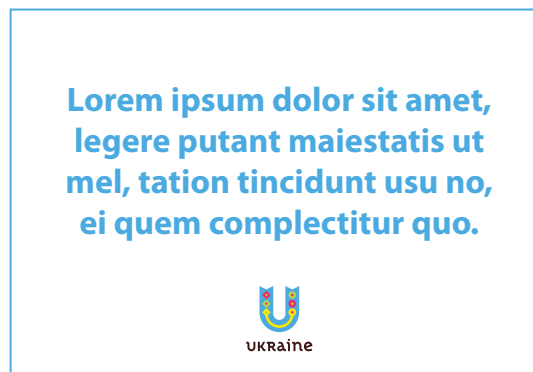 Lorem ipsum dolor sit amet,
legere putant maiestatis ut
mel, tation tincidunt usu no,
ei quem complectitur quo.
U
UKRAINE